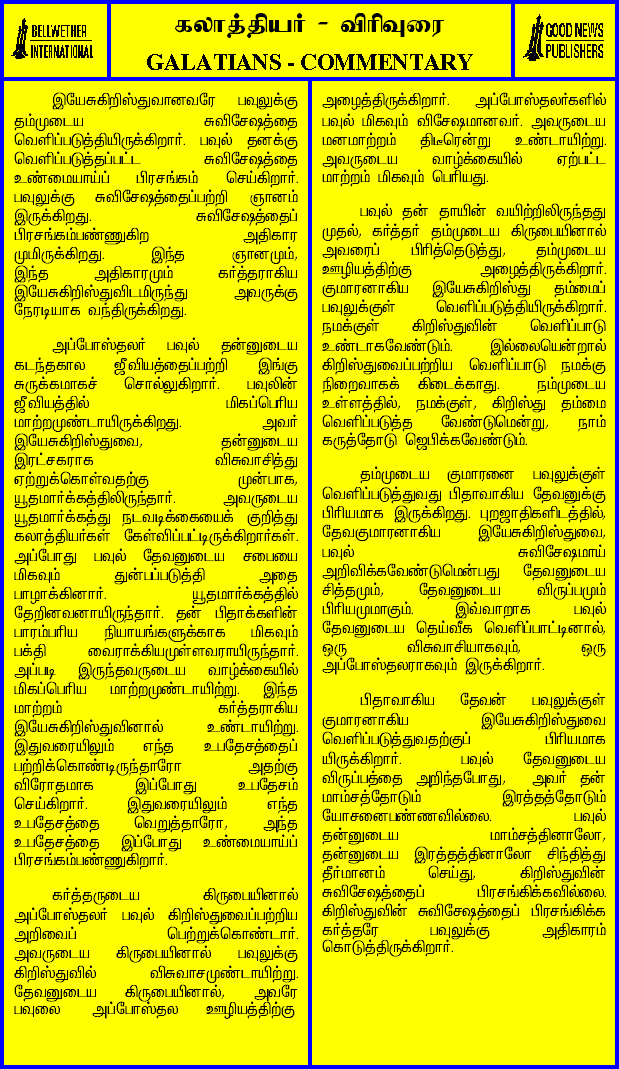 BELLWETHER
INTERNATIONAL
கலாத்தியர் - விரிவுரை
GALATIANS - COMMENTARY
GOOD NEWS
PUBLISHERS
இயேசுகிறிஸ்துவானவரே பவுலுக்கு
தம்முடைய சுவிசேஷத்தை
வெளிப்படுத்தியிருக்கிறார். பவுல் தனக்கு
வெளிப்படுத்தப்பட்ட சுவிசேஷத்தை
உண்மையாய்ப் பிரசங்கம் செய்கிறார்.
பவுலுக்கு சுவிசேஷத்தைப்பற்றி ஞானம்
இருக்கிறது. சுவிசேஷத்தைப்
பிரசங்கம்பண்ணுகிற அதிகார
முமிருக்கிறது. இந்த ஞானமும்,
இந்த அதிகாரமும் கர்த்தராகிய
இயேசுகிறிஸ்துவிடமிருந்து அவருக்கு
நேரடியாக வந்திருக்கிறது.
அப்போஸ்தலர் பவுல் தன்னுடைய
கடந்தகால ஜீவியத்தைப்பற்றி இங்கு
சுருக்கமாகச் சொல்லுகிறார். பவுலின்
ஜீவியத்தில் மிகப்பெரிய
மாற்றமுண்டாயிருக்கிறது. அவர்
இயேசுகிறிஸ்துவை, தன்னுடைய
இரட்சகராக விசுவாசித்து
ஏற்றுக்கொள்வதற்கு முன்பாக,
யூதமார்க்கத்திலிருந்தார். அவருடைய
யூதமார்க்கத்து நடவடிக்கையைக் குறித்து
கலாத்தியர்கள் கேள்விப்பட்டிருக்கிறார்கள்.
அப்போது பவுல் தேவனுடைய சபையை
மிகவும் துன்பப்படுத்தி அதை
பாழாக்கினார். யூதமார்க்கத்தில்
தேறினவனாயிருந்தார். தன் பிதாக்களின்
பாரம்பரிய நியாயங்களுக்காக மிகவும்
பக்தி வைராக்கியமுள்ளவராயிருந்தார்.
அப்படி இருந்தவருடைய வாழ்க்கையில்
மிகப்பெரிய மாற்றமுண்டாயிற்று. இந்த
மாற்றம் கர்த்தராகிய
இயேசுகிறிஸ்துவினால் உண்டாயிற்று.
இதுவரையிலும் எந்த உபதேசத்தைப்
பற்றிக்கொண்டிருந்தாரோ அதற்கு
விரோதமாக இப்போது உபதேசம்
செய்கிறார். இதுவரையிலும் எந்த
உபதேசத்தை வெறுத்தாரோ, அந்த
உபதேசத்தை இப்போது உண்மையாய்ப்
பிரசங்கம்பண்ணுகிறார்.
கர்த்தருடைய கிருபையினால்
அப்போஸ்தலர் பவுல் கிறிஸ்துவைப்பற்றிய
அறிவைப் பெற்றுக்கொண்டார்.
அவருடைய கிருபையினால் பவுலுக்கு
கிறிஸ்துவில் விசுவாசமுண்டாயிற்று.
தேவனுடைய கிருபையினால், அவரே
பவுலை அப்போஸ்தல ஊழியத்திற்கு
அழைத்திருக்கிறார். அப்போஸ்தலர்களில்
பவுல் மிகவும் விசேஷமானவர். அவருடைய
மனமாற்றம் திடீரென்று உண்டாயிற்று.
அவருடைய வாழ்க்கையில் ஏற்பட்ட
மாற்றம் மிகவும் பெரியது.
பவுல் தன் தாயின் வயிற்றிலிருந்தது
முதல், கர்த்தர் தம்முடைய கிருபையினால்
அவரைப் பிரித்தெடுத்து, தம்முடைய
ஊழியத்திற்கு அழைத்திருக்கிறார்.
குமாரனாகிய இயேசுகிறிஸ்து தம்மைப்
பவுலுக்குள் வெளிப்படுத்தியிருக்கிறார்.
நமக்குள் கிறிஸ்துவின் வெளிப்பாடு
உண்டாகவேண்டும். இல்லையென்றால்
கிறிஸ்துவைப்பற்றிய வெளிப்பாடு நமக்கு
நிறைவாகக் கிடைக்காது. நம்முடைய
உள்ளத்தில், நமக்குள், கிறிஸ்து தம்மை
வெளிப்படுத்த வேண்டுமென்று, நாம்
கருத்தோடு ஜெபிக்கவேண்டும்.
தம்முடைய குமாரனை பவுலுக்குள்
வெளிப்படுத்துவது பிதாவாகிய தேவனுக்கு
பிரியமாக இருக்கிறது. புறஜாதிகளிடத்தில்,
தேவகுமாரனாகிய இயேசுகிறிஸ்துவை,
பவுல் சுவிசேஷமாய்
அறிவிக்கவேண்டுமென்பது தேவனுடைய
சித்தமும், தேவனுடைய விருப்பமும்
பிரியமுமாகும். இவ்வாறாக பவுல்
தேவனுடைய தெய்வீக வெளிப்பாட்டினால்,
ஒரு விசுவாசியாகவும், ஒரு
அப்போஸ்தலராகவும் இருக்கிறார்.
பிதாவாகிய தேவன் பவுலுக்குள்
குமாரனாகிய இயேசுகிறிஸ்துவை
வெளிப்படுத்துவதற்குப் பிரியமாக
யிருக்கிறார். பவுல் தேவனுடைய
விருப்பத்தை அறிந்தபோது, அவர் தன்
மாம்சத்தோடும் இரத்தத்தோடும்
யோசனைபண்ணவில்லை. பவுல்
தன்னுடைய மாம்சத்தினாலோ,
தன்னுடைய இரத்தத்தினாலோ சிந்தித்து
தீர்மானம் செய்து, கிறிஸ்துவின்
சுவிசேஷத்தைப் பிரசங்கிக்கவில்லை.
கிறிஸ்துவின் சுவிசேஷத்தைப் பிரசங்கிக்க
கர்த்தரே பவுலுக்கு அதிகாரம்
கொடுத்திருக்கிறார்.